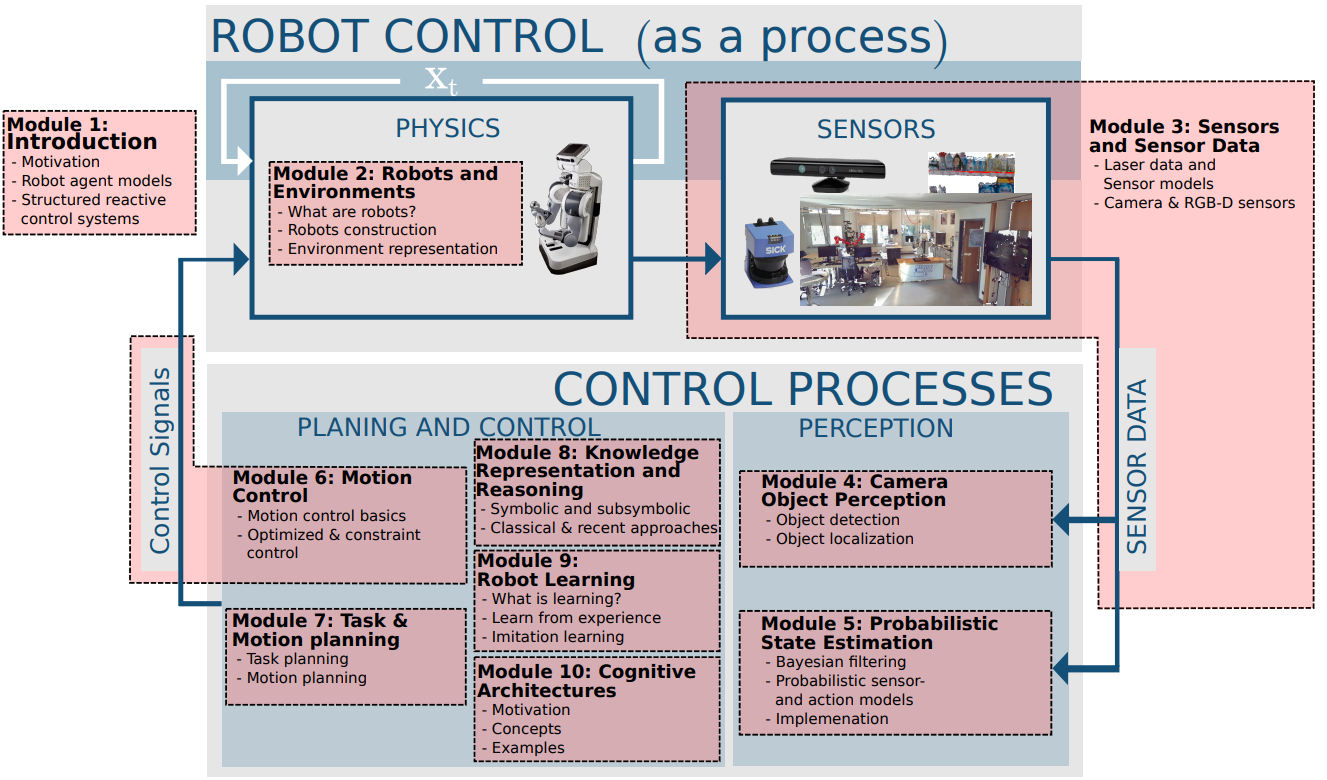 ROBOT CONTROL (as a process)
xt
Module 1:
Introduction
- Motivation
- Robot agent models
- Structured reactive
control systems
PHYSICS
Module 2: Robots and
Environments
- What are robots?
- Robots construction
- Environment representation
SENSORS
SICK
Module 3: Sensors
and Sensor Data
- Laser data and
Sensor models
- Camera & RGB-D sensors
Control Signals
SENSOR DATA
CONTROL PROCESSES
PLANING AND CONTROL
Module 6: Motion
Control
- Motion control basics
- Optimized & constraint
control
Module 7: Task &
Motion planning
- Task planning
- Motion planning
Module 8: Knowledge
Representation and
Reasoning
- Symbolic and subsymbolic
- Classical & recent approaches
Module 9:
Robot Learning
- What is learning?
- Learn from experience
- Imitation learning
Module 10: Cognitive
Architectures
- Motivation
- Concepts
- Examples
PERCEPTION
Module 4: Camera
Object Perception
- Object detection
- Object localization
Module 5: Probabilistic
State Estimation
- Bayesian filtering
- Probabilistic sensor-
and action models
- Implemenation